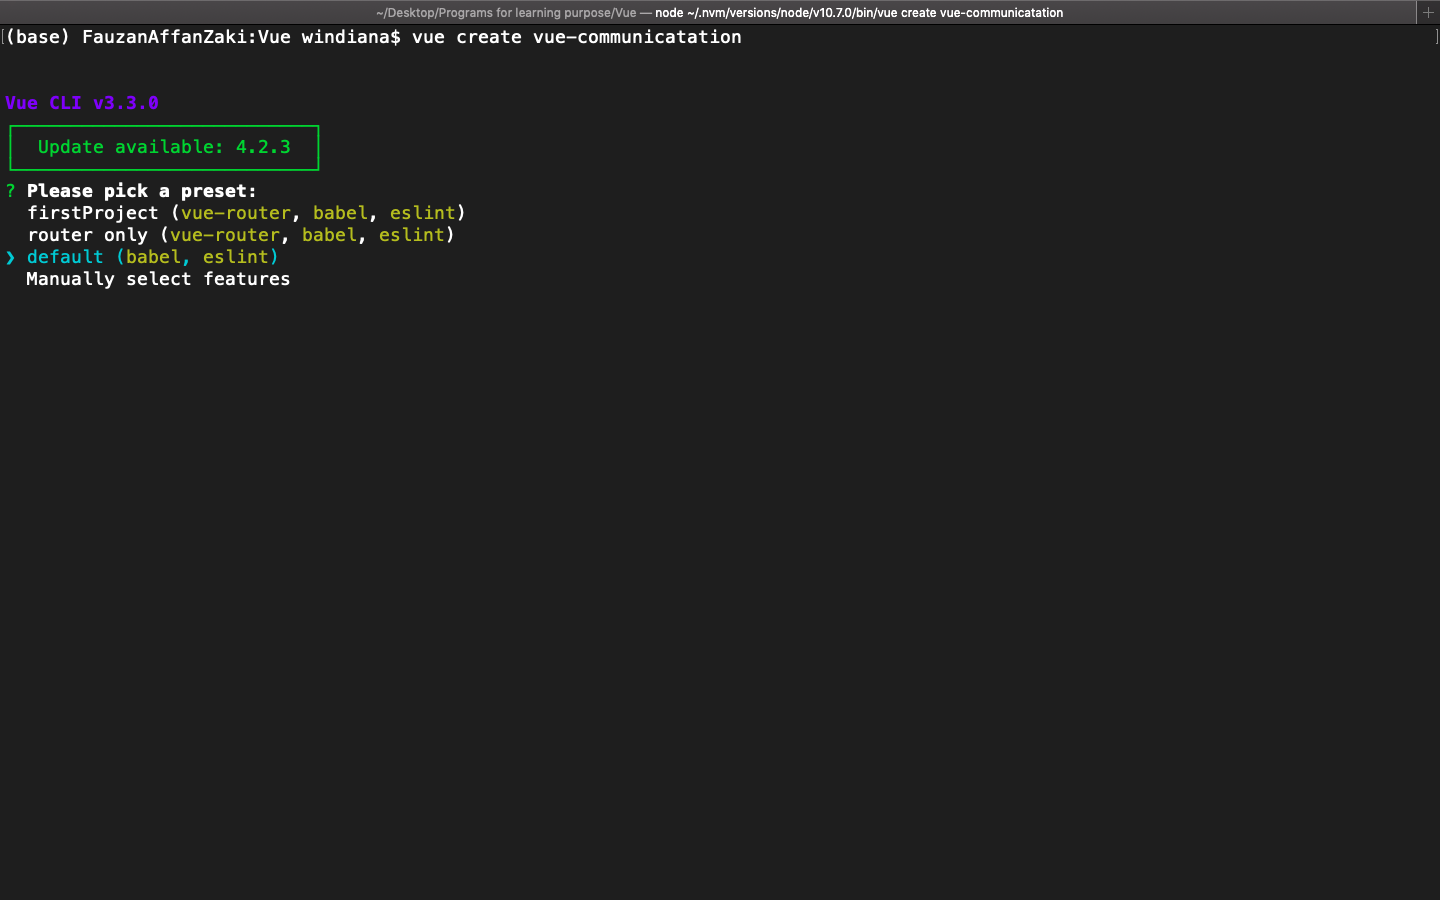 ~/Desktop/Programs for learning purpose/Vue — node ~/.nvm/versions/node/v10.7.0/bin/vue create vue-communicatation
(base) FauzanAffanZaki:Vue windiana$ vue create vue-communicatation
Vue CLI v3.3.0
Update available: 4.2.3
? Please pick a preset:
firstProject (vue-router, babel, eslint)
router only (vue-router, babel, eslint)
❯ default (babel, eslint)
Manually select features